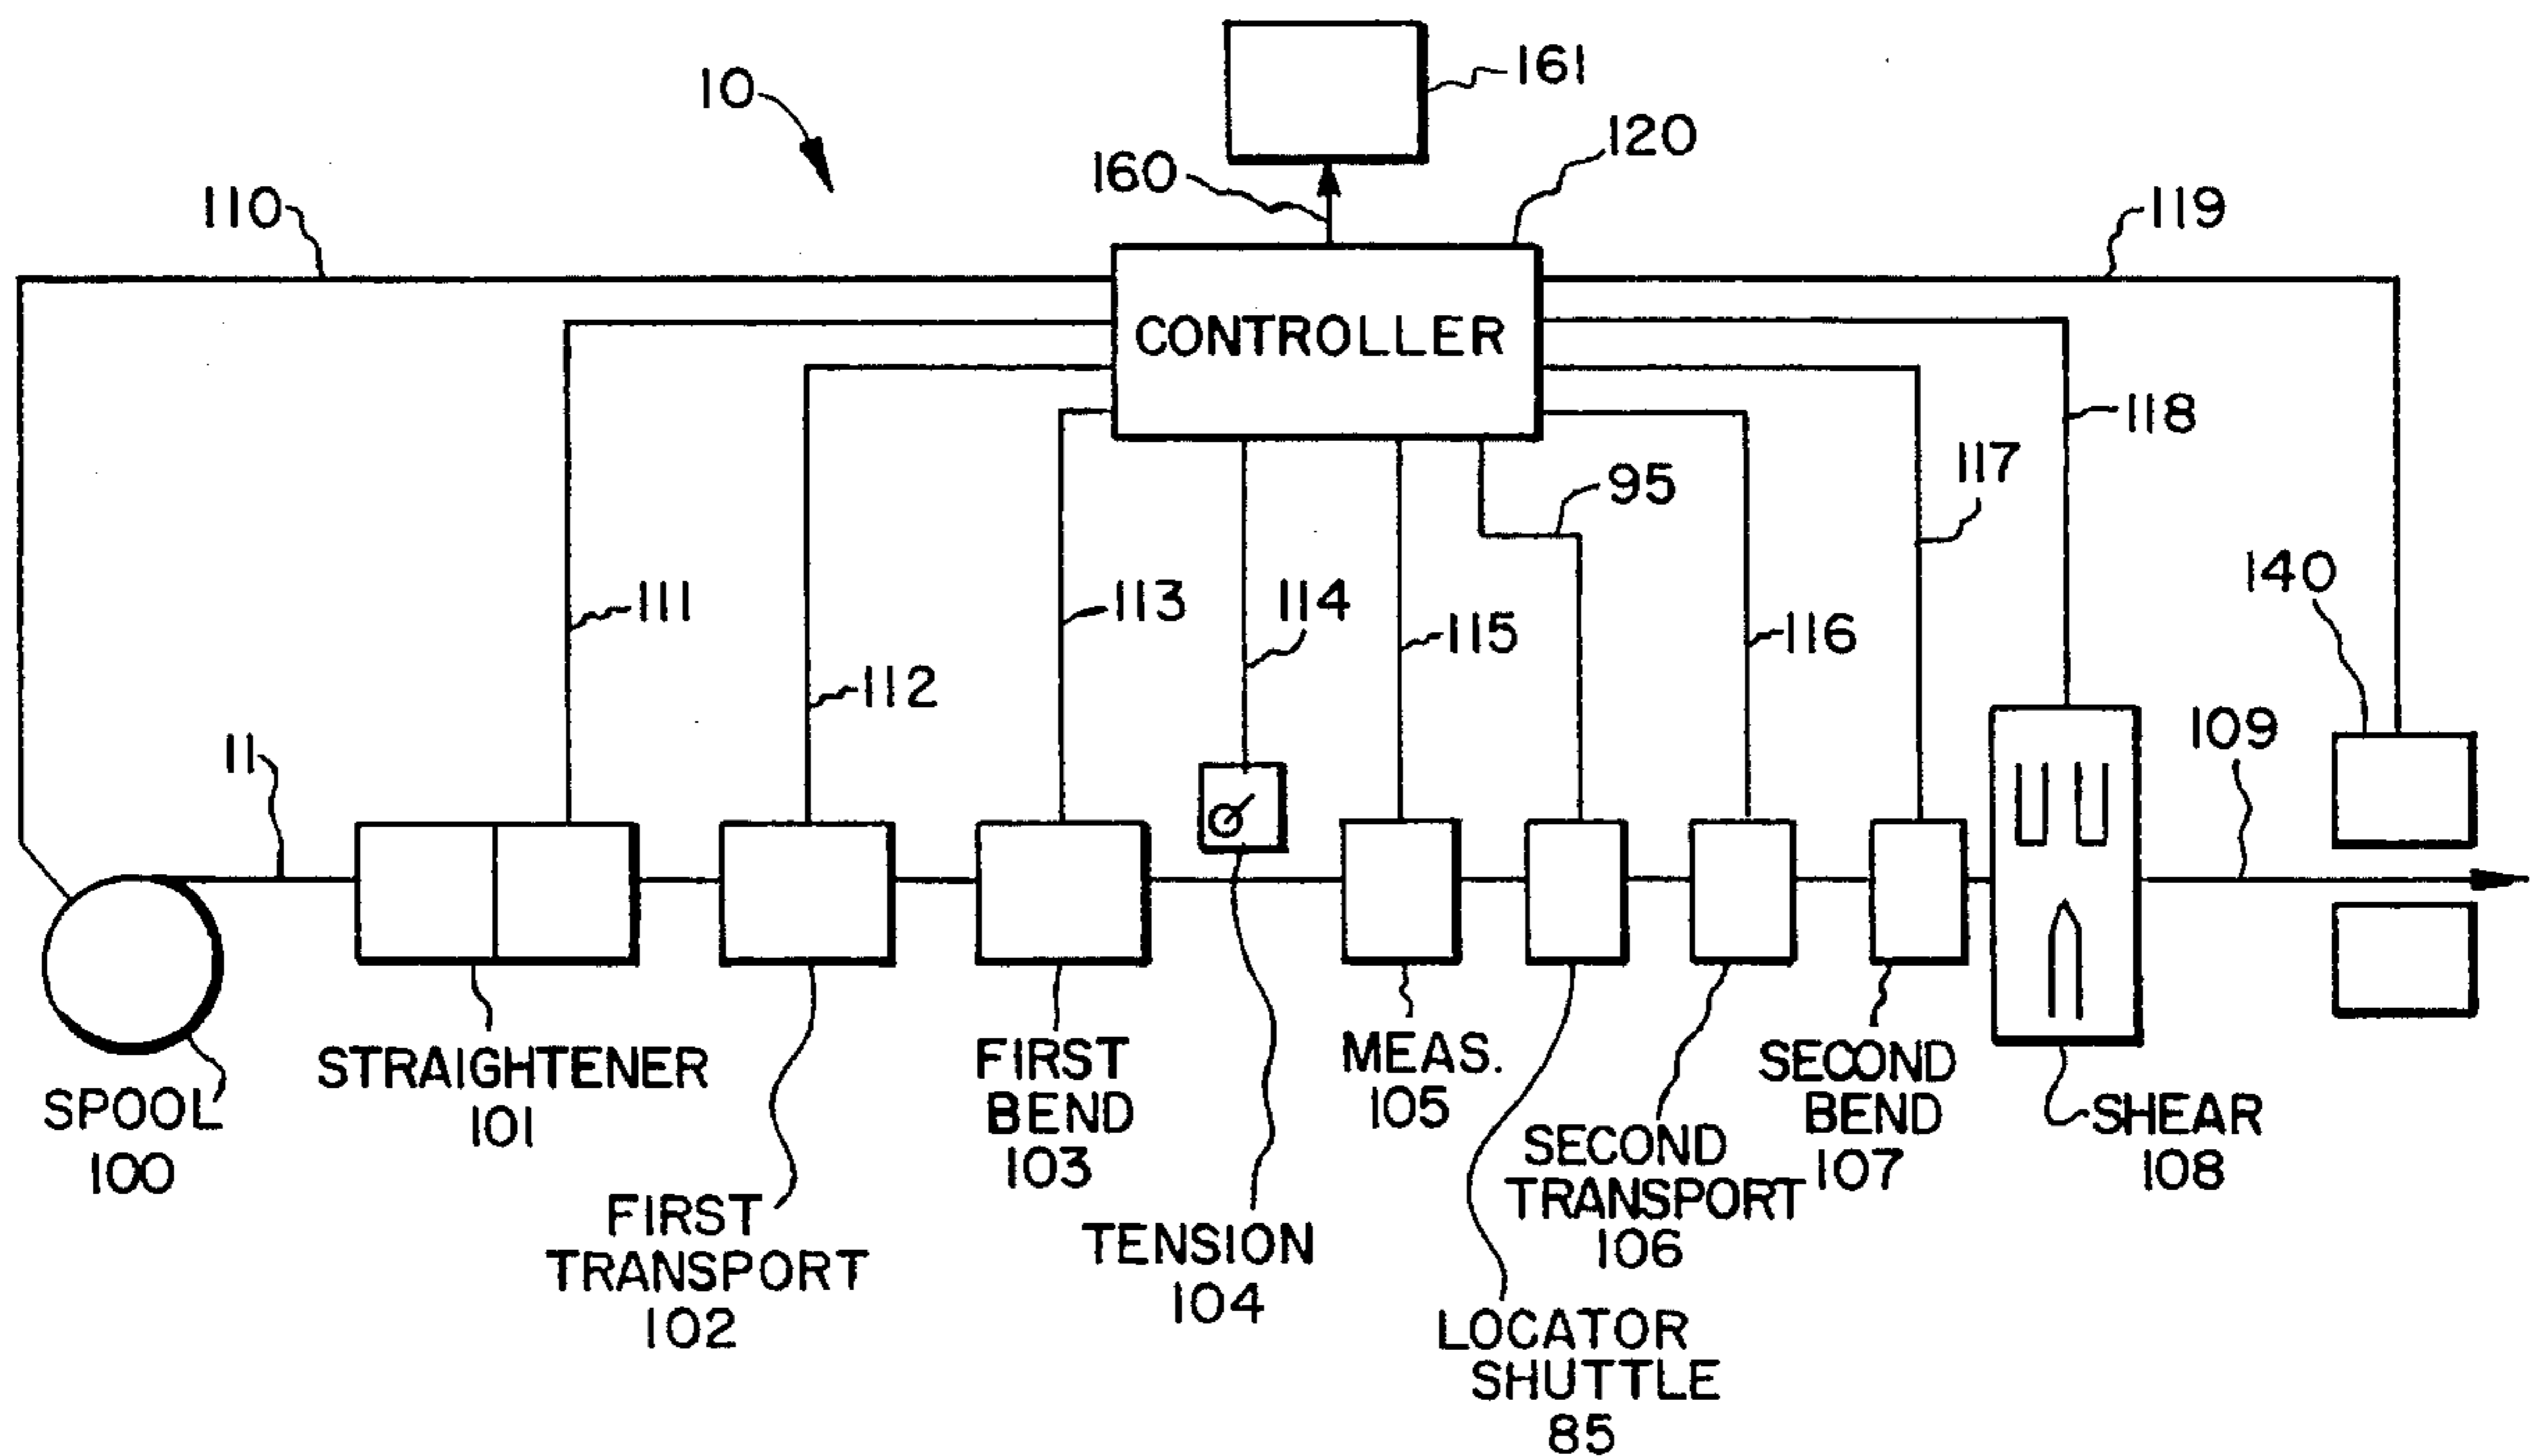 161
10
120
160
110
119
CONTROLLER
118
95
117
140
111
113
114
115
116
112
109
11
SPOOL
100
STRAIGHTENER
101
FIRST
TRANSPORT
102
FIRST
BEND
103
TENSION
104
MEAS.
105
LOCATOR
SHUTTLE
85
SECOND
TRANSPORT
106
SECOND
BEND
107
SHEAR
108